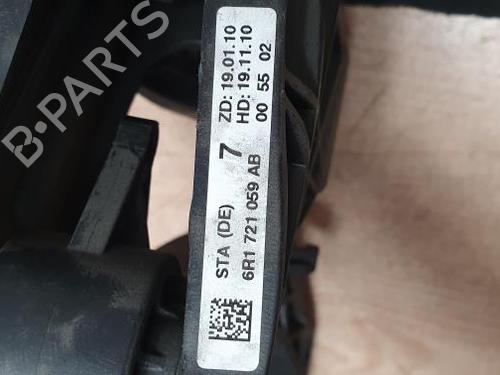 ZD: 19.01.10
HD: 19.11.10
00 55 02
7
STA (DE)
6R1 721 059 AB
B-PARTS